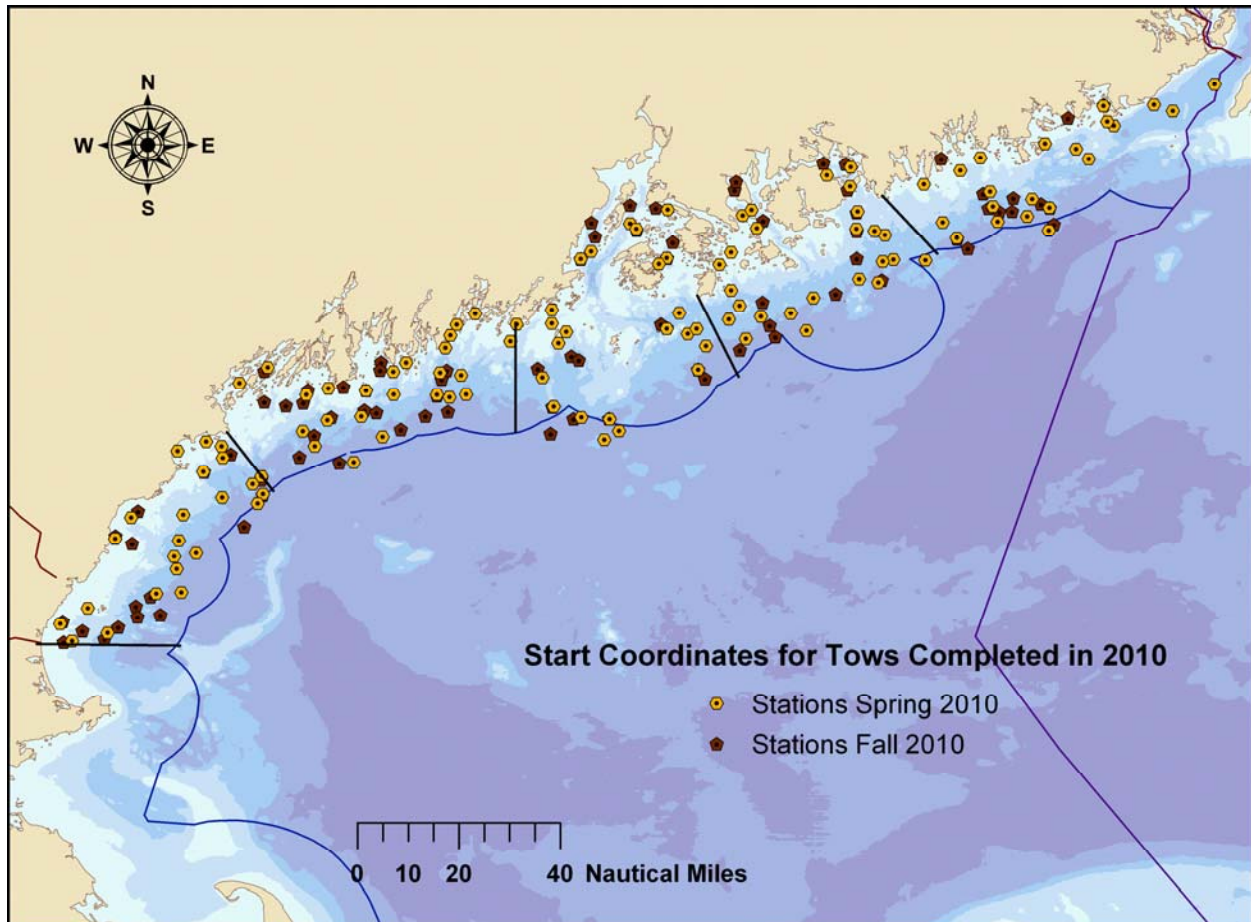 N
W E
S
Start Coordinates for Tows Completed in 2010
Stations Spring 2010
Stations Fall 2010
0 10 20 40 Nautical Miles